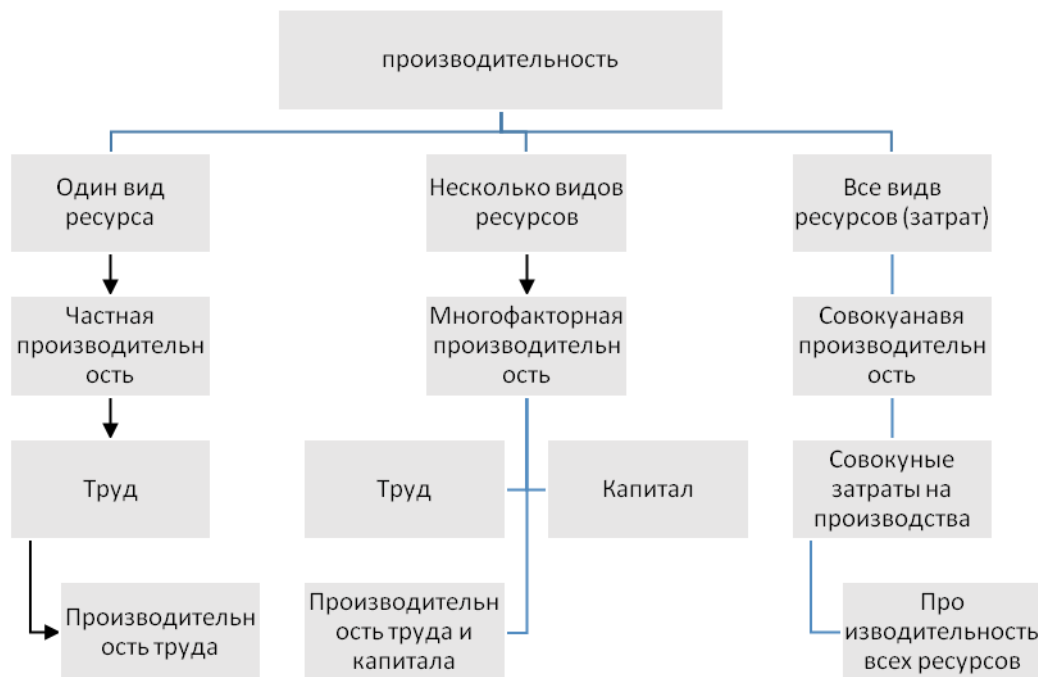 производительность
Один вид
ресурса
Несколько видов
ресурсов
Все видв
ресурсов (затрат)
Частная
производительн
ость
Многофакторная
производительн
ость
Совокуанавя
производительн
ость
Труд
Труд
Капитал
Совокуные
затраты на
производства
Производительн
ость труда
Производительн
ость труда и
капитала
Про
изводительность
всех ресурсов